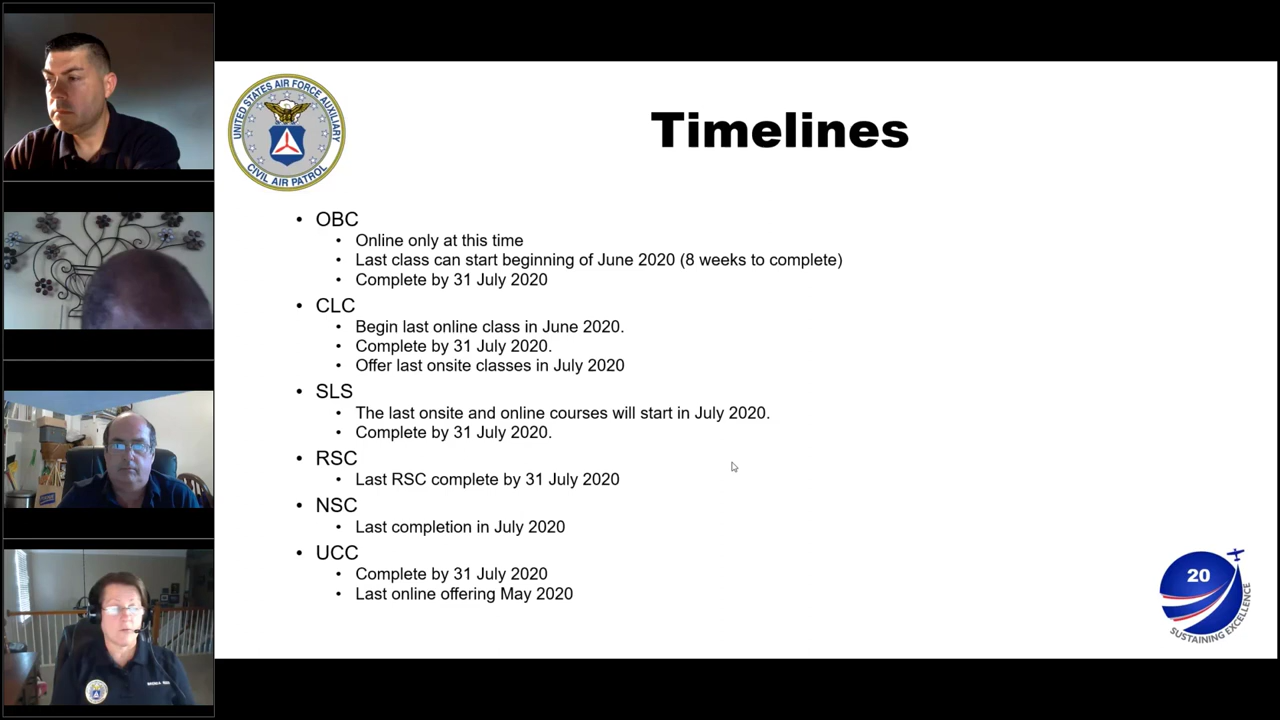 UNITED STATES AIR FORCE AUXILIARY
CIVIL AIR PATROL
Timelines
• OBC
• Online only at this time
• Last class can start beginning of June 2020 (8 weeks to complete)
• Complete by 31 July 2020
• CLC
• Begin last online class in June 2020.
• Complete by 31 July 2020.
• Offer last onsite classes in July 2020
• SLS
• The last onsite and online courses will start in July 2020.
• Complete by 31 July 2020.
• RSC
• Last RSC complete by 31 July 2020
• NSC
• Last completion in July 2020
• UCC
• Complete by 31 July 2020
• Last online offering May 2020
20
SUSTAINING EXCELLENCE